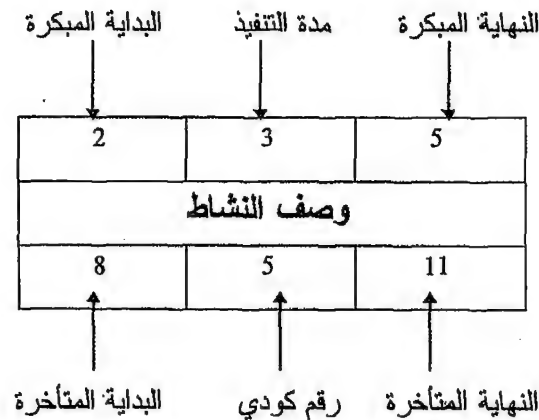 النهاية المبكرة مدة التنفيذ البداية المبكرة
2 3 5
وصف النشاط
8 5 11
النهاية المتأخرة رقم كودي البداية المتأخرة